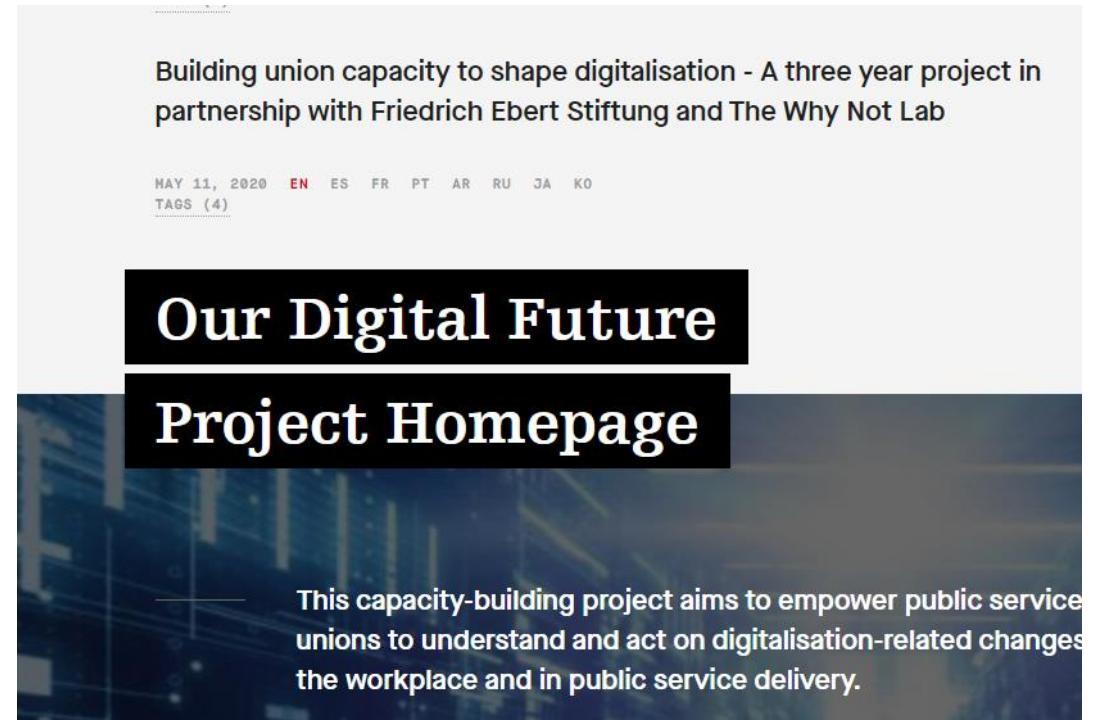 Building union capacity to shape digitalisation - A three year project in
partnership with Friedrich Ebert Stiftung and The Why Not Lab
MAY 11, 2020 EN ES FR PT AR RU JA KO
TAGS (4)
Our Digital Future
Project Homepage
This capacity-building project aims to empower public service
unions to understand and act on digitalisation-related changes
the workplace and in public service delivery.